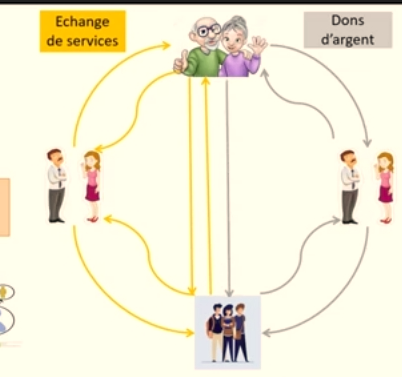 Echange
de services
Dons
d'argent